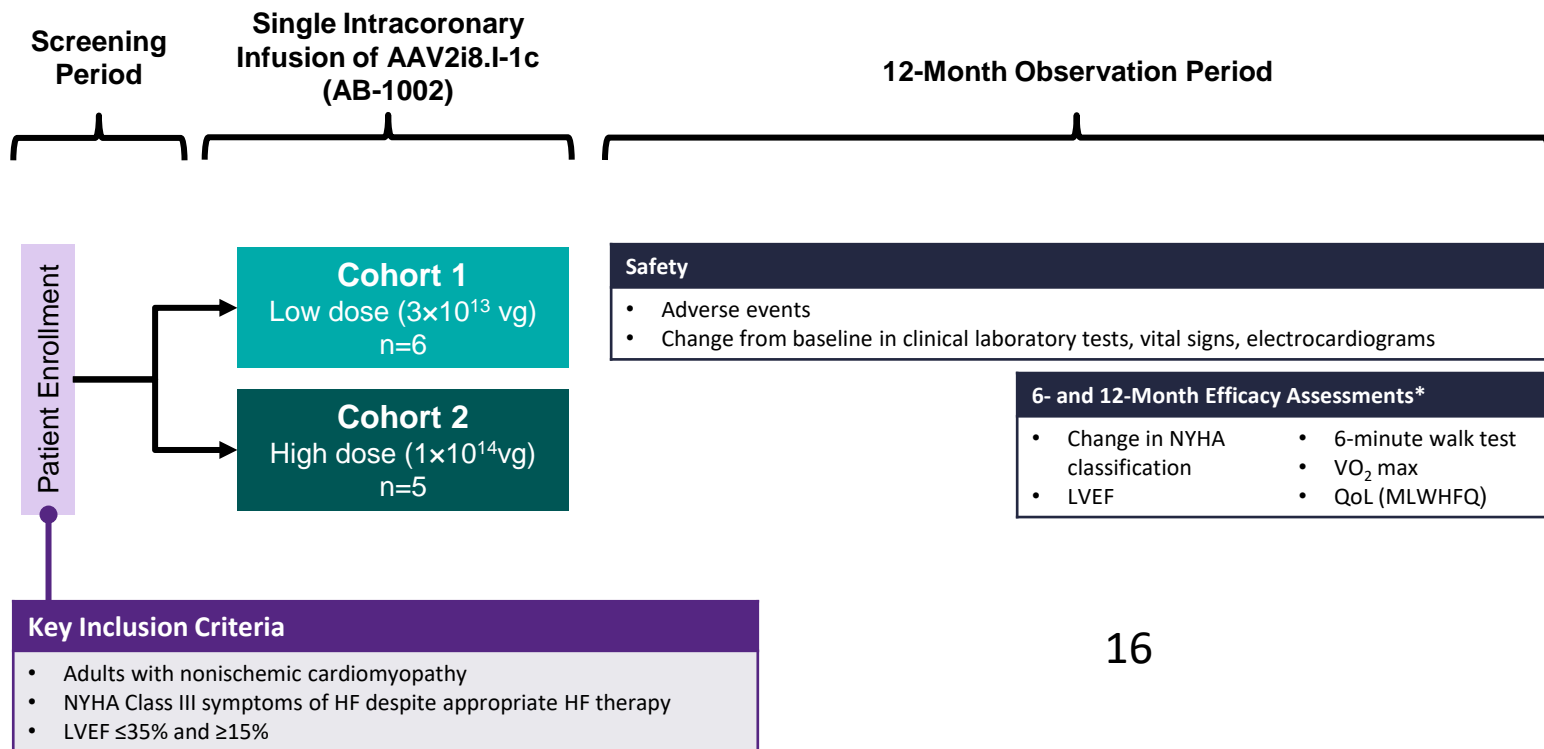 Screening
Period
Single Intracoronary
Infusion of AAV2i8.I-1c
(AB-1002)
12-Month Observation Period
Patient Enrollment
Cohort 1
Low dose (3×10¹³ vg)
n=6
Cohort 2
High dose (1×10¹⁴vg)
n=5
Safety
• Adverse events
• Change from baseline in clinical laboratory tests, vital signs, electrocardiograms
6- and 12-Month Efficacy Assessments*
• Change in NYHA
classification
• LVEF
• 6-minute walk test
• VO₂ max
• QoL (MLWHFQ)
Key Inclusion Criteria
• Adults with nonischemic cardiomyopathy
• NYHA Class III symptoms of HF despite appropriate HF therapy
• LVEF ≤35% and ≥15%
16